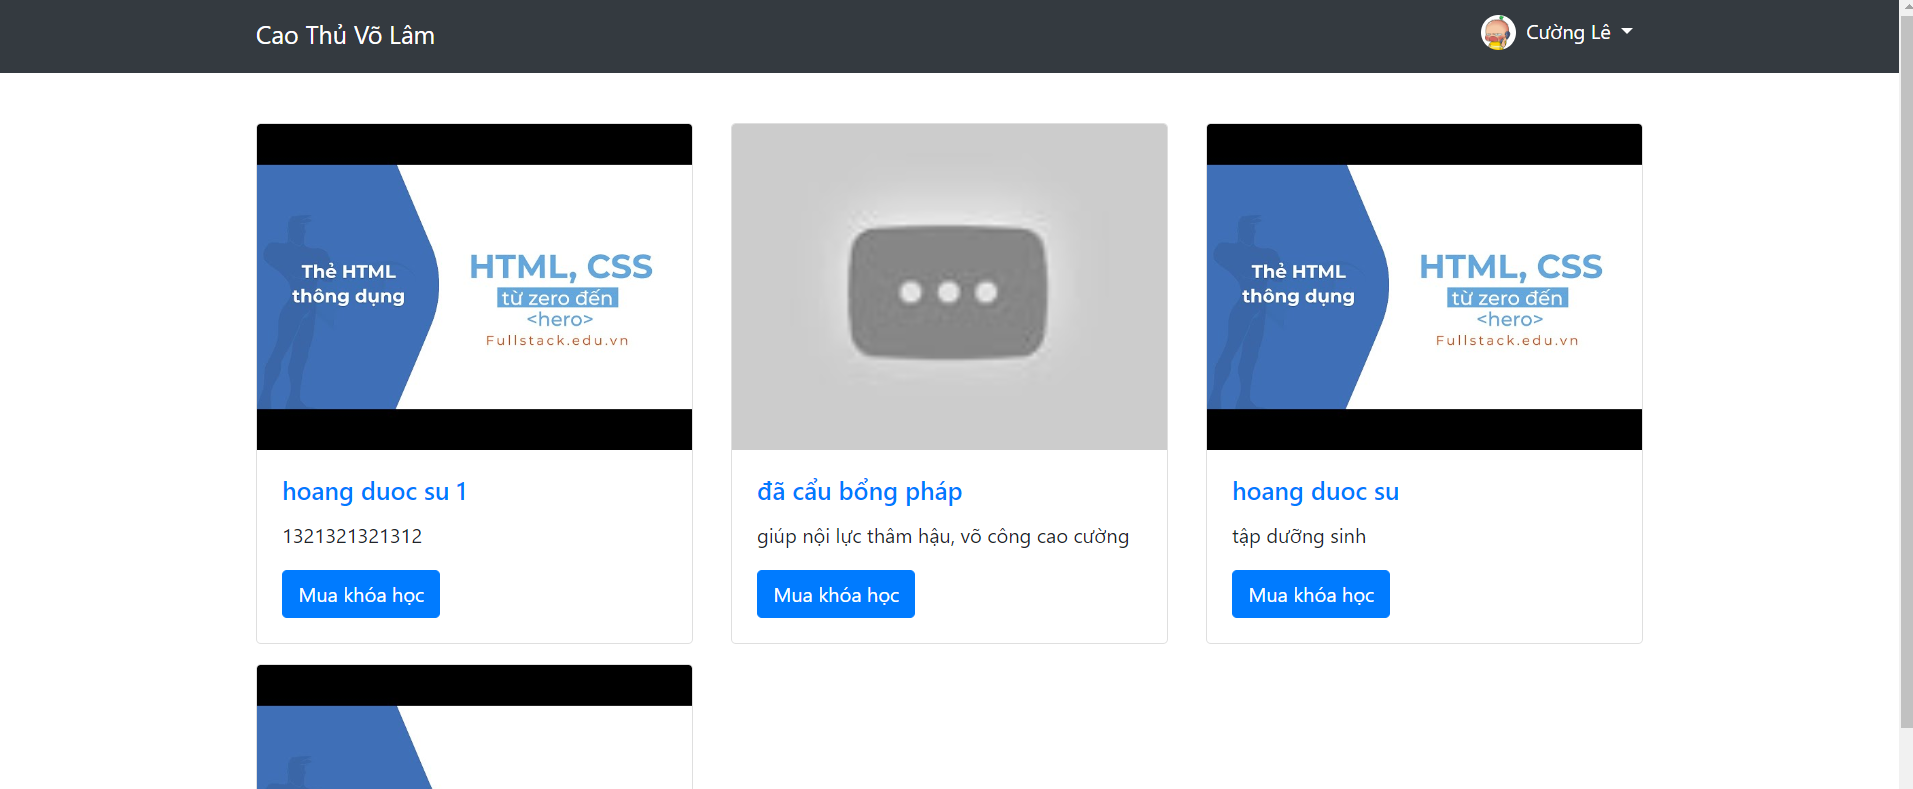 Cao Thủ Võ Lâm
Cường Lê
Thẻ HTML
thông dụng
HTML, CSS
từ zero đến
<hero>
Fullstack.edu.vn
hoang duoc su 1
1321321321312
Mua khóa học
đã cẩu bổng pháp
giúp nội lực thâm hậu, võ công cao cường
Mua khóa học
Thẻ HTML
thông dụng
HTML, CSS
từ zero đến
<hero>
Fullstack.edu.vn
hoang duoc su
tập dưỡng sinh
Mua khóa học